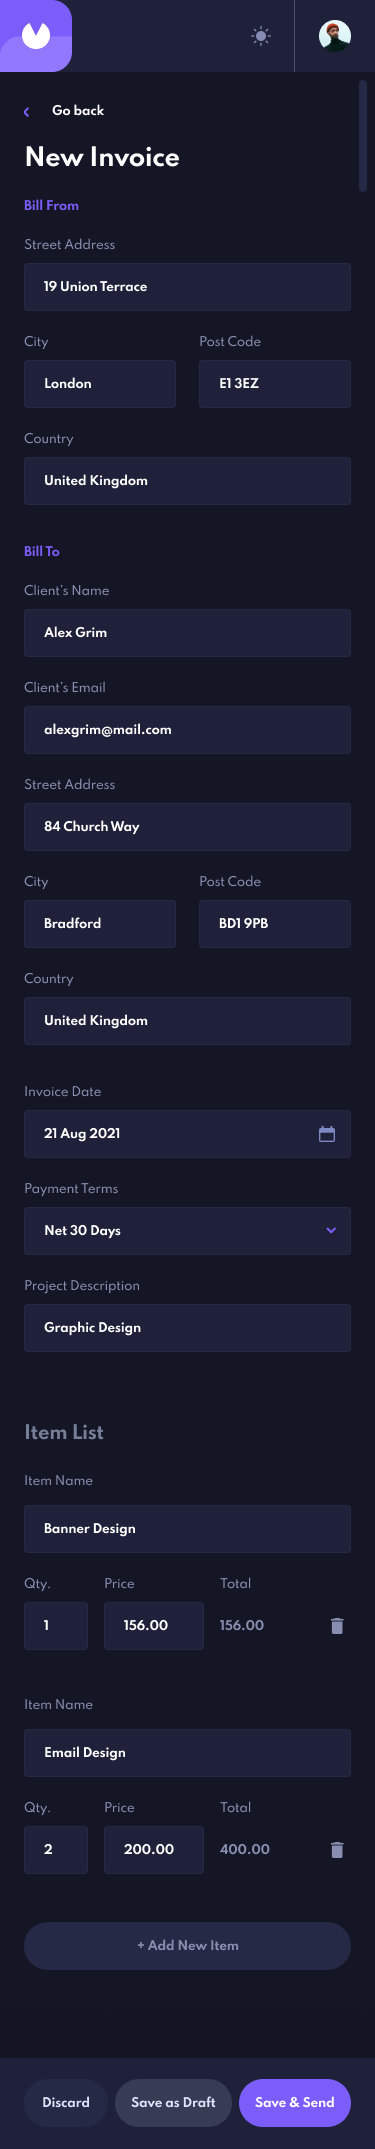 Go back
New Invoice
Bill From
Street Address
19 Union Terrace
City Post Code
London E1 3EZ
Country
United Kingdom
Bill To
Client's Name
Alex Grim
Client's Email
alexgrim@mail.com
Street Address
84 Church Way
City Post Code
Bradford BD1 9PB
Country
United Kingdom
Invoice Date
21 Aug 2021
Payment Terms
Net 30 Days
Project Description
Graphic Design
Item List
Item Name
Banner Design
Qty. Price Total
1 156.00 156.00
Item Name
Email Design
Qty. Price Total
2 200.00 400.00
+ Add New Item
Discard Save as Draft Save & Send